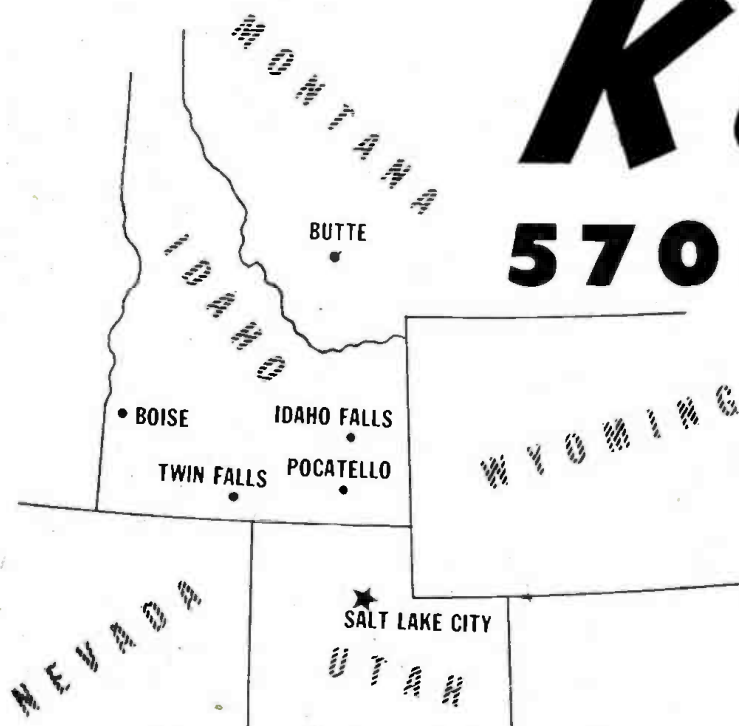 K
MONTANA
BUTTE
570
IDAHO
BOISE
IDAHO FALLS
WYOMING
TWIN FALLS
POCATELLO
SALT LAKE CITY
NEVADA
UTAH